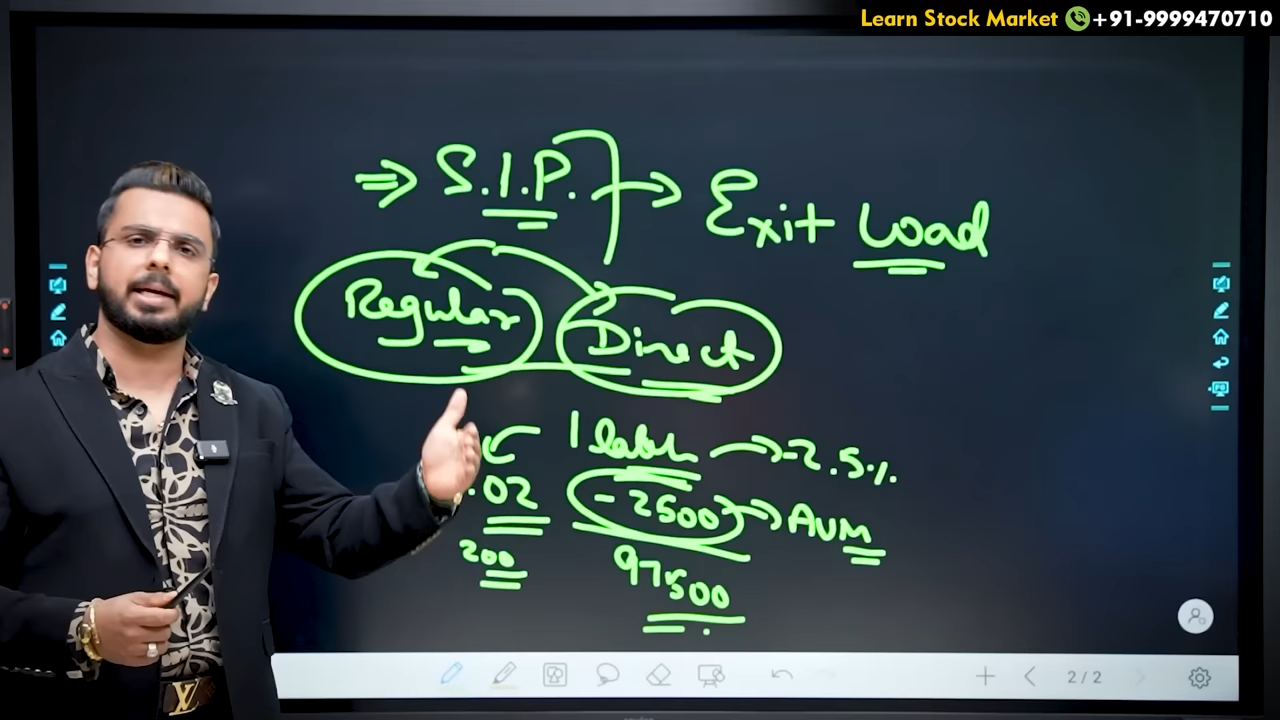 Learn Stock Market +91-9999470710
⇒ S.I.P. → Exit Load
Regular Direct
1 lakh → -2.5%
.02 -2500 → AUM
200
97500
2/2
LV